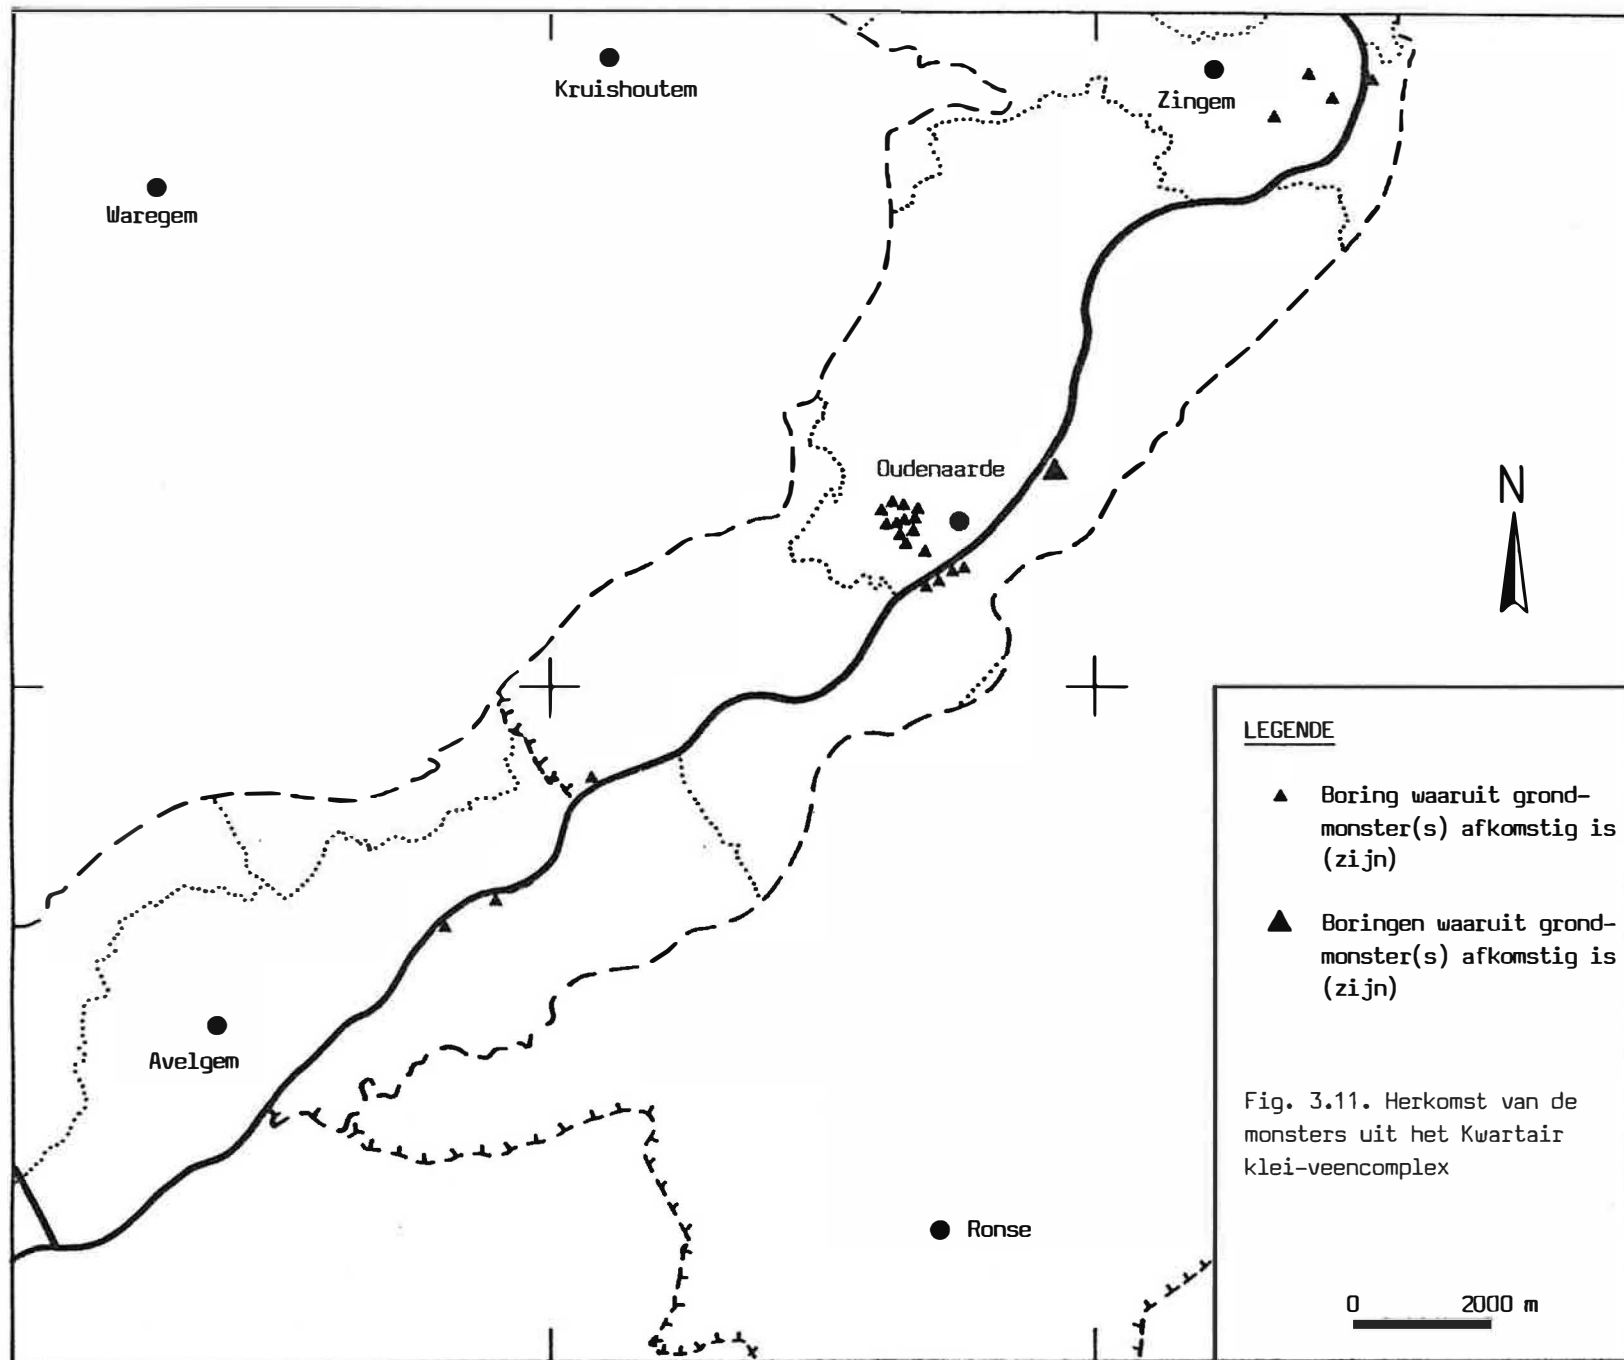 Kruishoutem
Zingem
Waregem
Oudenaarde
N
Avelgem
Ronse
LEGENDE
Boring waaruit grond-
monster(s) afkomstig is
(zijn)
Boringen waaruit grond-
monster(s) afkomstig is
(zijn)
Fig. 3.11. Herkomst van de
monsters uit het Kwartair
klei-veencomplex
0 2000 m